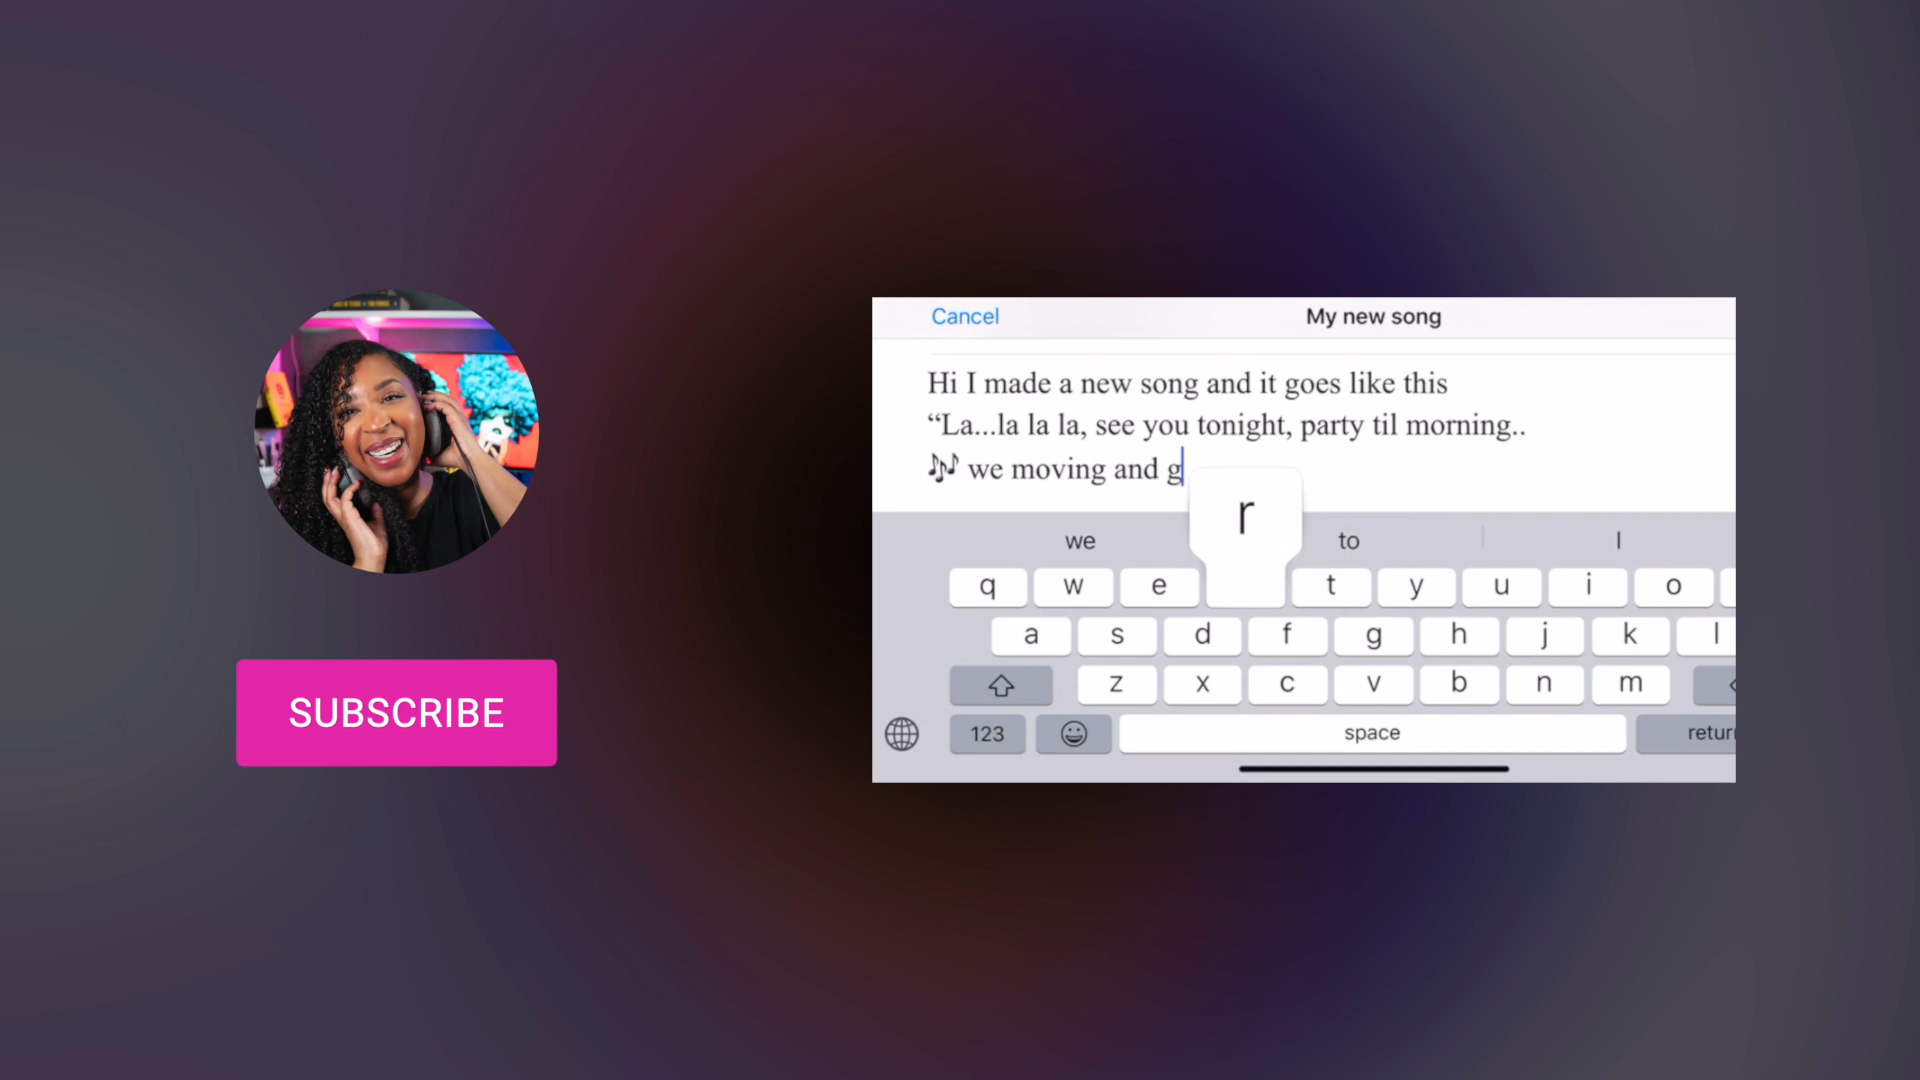 SUBSCRIBE
Cancel
My new song
Hi I made a new song and it goes like this
“La...la la la, see you tonight, party til morning..
🎶 we moving and g
r
we to I
q w e t y u i o
a s d f g h j k l
z x c v b n m
123 space return